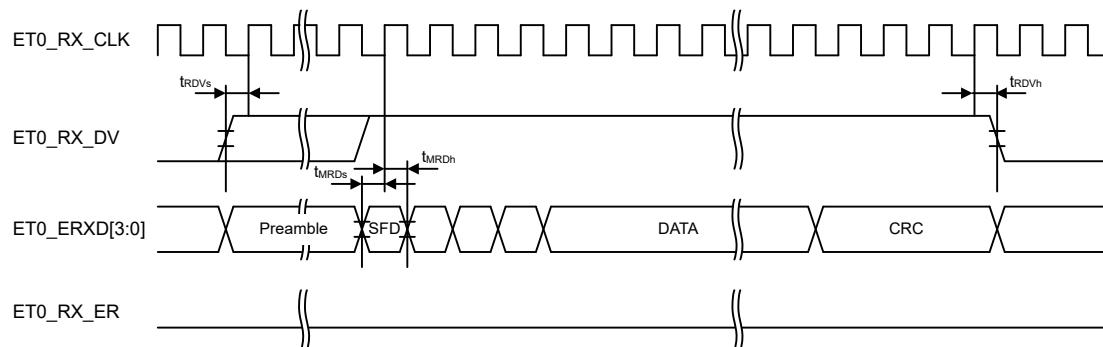 ET0_RX_CLK
tRDVs
tRDVh
ET0_RX_DV
tMRDs
tMRDh
ET0_ERXD[3:0]
Preamble
SFD
DATA
CRC
ET0_RX_ER